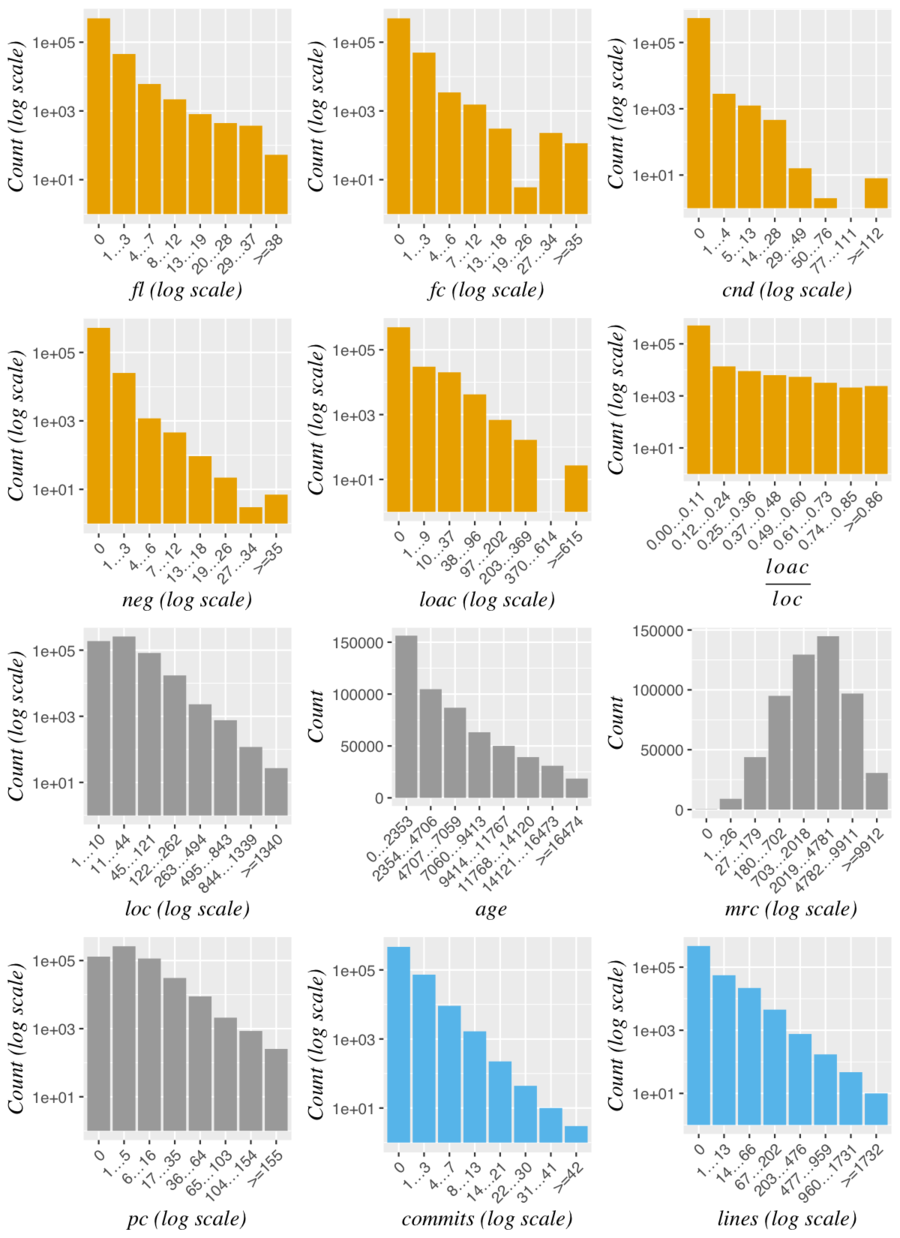 Count (log scale)
1e+05
1e+03
1e+01
0
1...3
4...7
8...12
13...19
20...28
29...37
>=38
fl (log scale)
Count (log scale)
1e+05
1e+03
1e+01
0
1...3
4...6
7...12
13...18
19...26
27...34
>=35
fc (log scale)
Count (log scale)
1e+05
1e+03
1e+01
0
1...4
5...13
14...28
29...49
50...76
77...111
>=112
cnd (log scale)
Count (log scale)
1e+05
1e+03
1e+01
0
1...3
4...6
7...12
13...18
19...26
27...34
>=35
neg (log scale)
Count (log scale)
1e+05
1e+03
1e+01
0
1...9
10...37
38...96
97...202
203...369
370...614
>=615
loac (log scale)
Count (log scale)
1e+05
1e+03
1e+01
0.00...0.11
0.12...0.24
0.25...0.36
0.37...0.48
0.49...0.60
0.61...0.73
0.74...0.85
>=0.86
loac
loc
Count (log scale)
1e+05
1e+03
1e+01
1...10
11...44
45...121
122...262
263...494
495...843
844...1339
>=1340
loc (log scale)
Count
150000
100000
50000
0
0...2353
2354...4706
4707...7059
7060...9413
9414...11767
11768...14120
14121...16473
>=16474
age
Count
150000
100000
50000
0
0
1...26
27...179
180...702
703...2018
2019...4781
4782...9911
>=9912
mrc (log scale)
Count (log scale)
1e+05
1e+03
1e+01
0
1...5
6...16
17...35
36...64
65...103
104...154
>=155
pc (log scale)
Count (log scale)
1e+05
1e+03
1e+01
0
1...3
4...7
8...13
14...21
22...30
31...41
>=42
commits (log scale)
Count (log scale)
1e+05
1e+03
1e+01
0
1...13
14...66
67...202
203...476
477...959
960...1731
>=1732
lines (log scale)